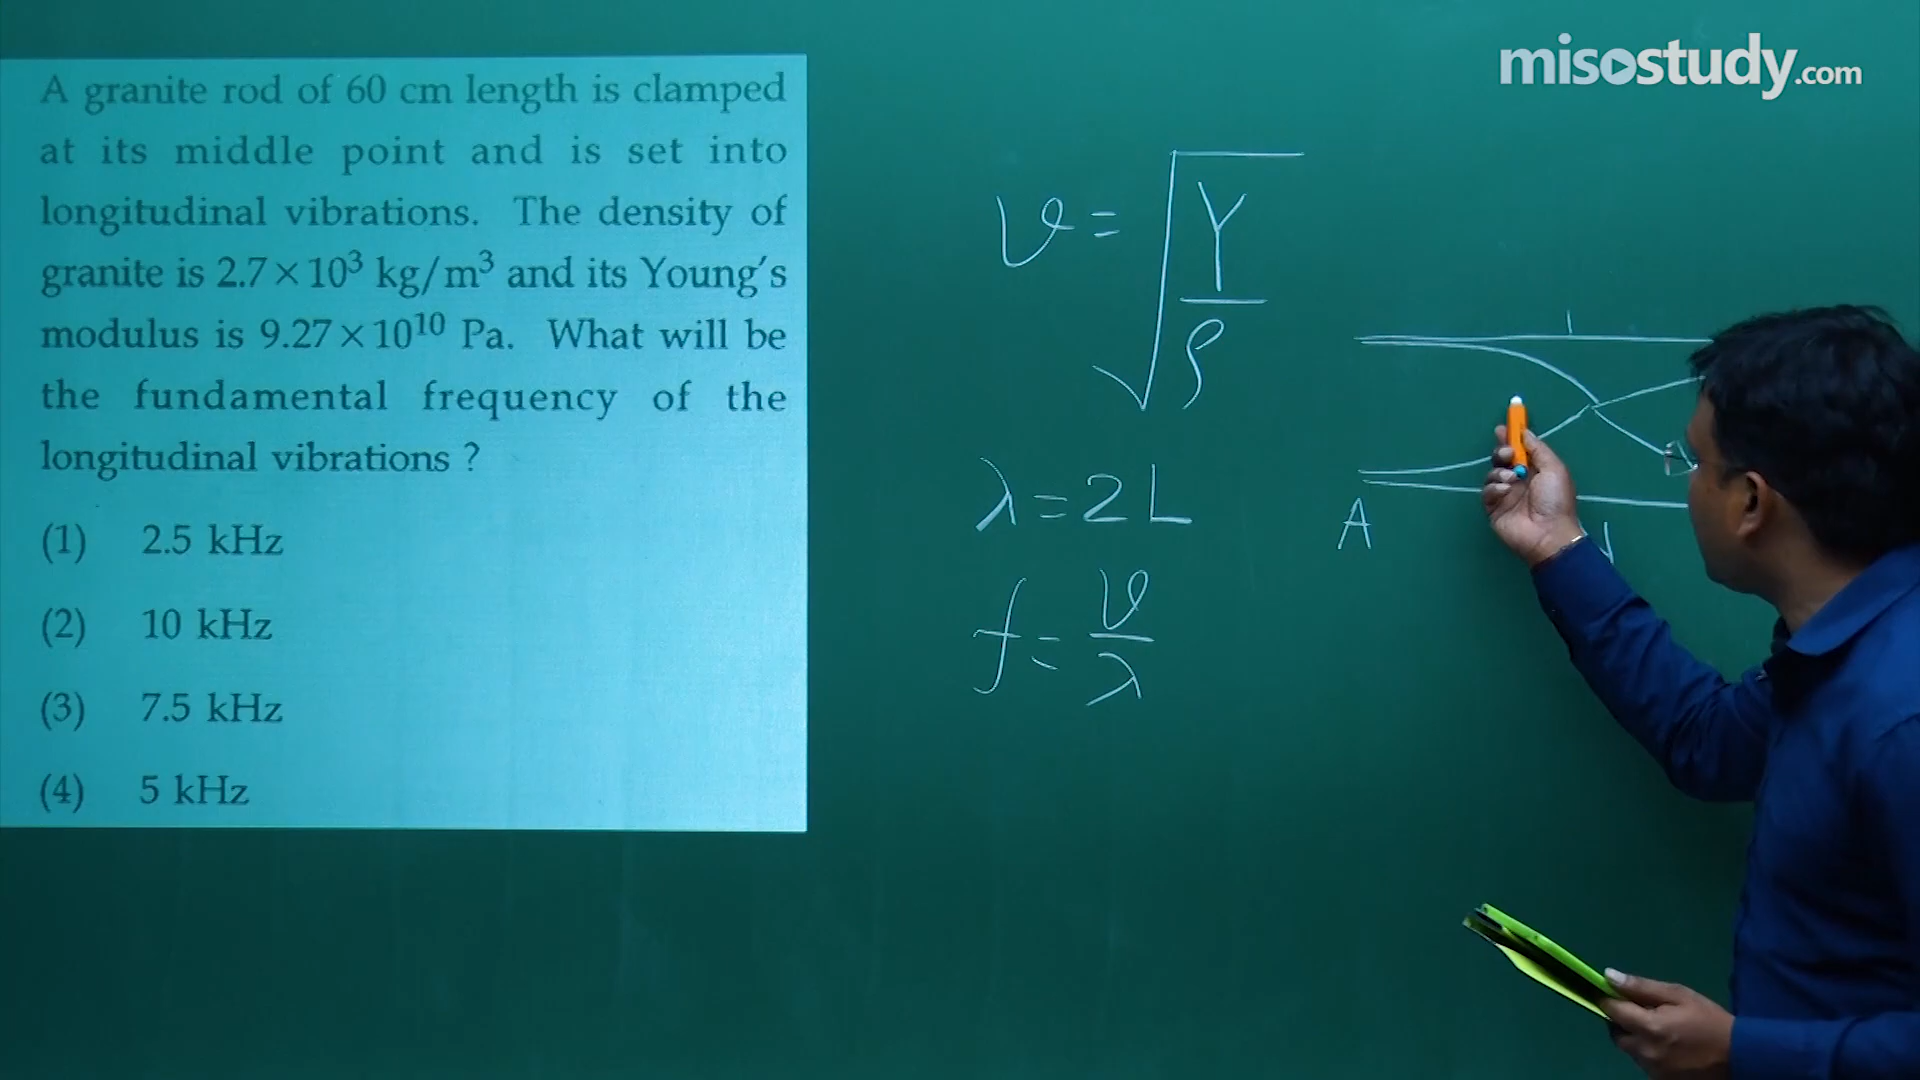 misostudy.com
A granite rod of 60 cm length is clamped
at its middle point and is set into
longitudinal vibrations. The density of
granite is 2.7×10³ kg/m³ and its Young's
modulus is 9.27×10¹⁰ Pa. What will be
the fundamental frequency of the
longitudinal vibrations ?
(1) 2.5 kHz
(2) 10 kHz
(3) 7.5 kHz
(4) 5 kHz
v = √(Y/ρ)
λ = 2L
f = v/λ
A